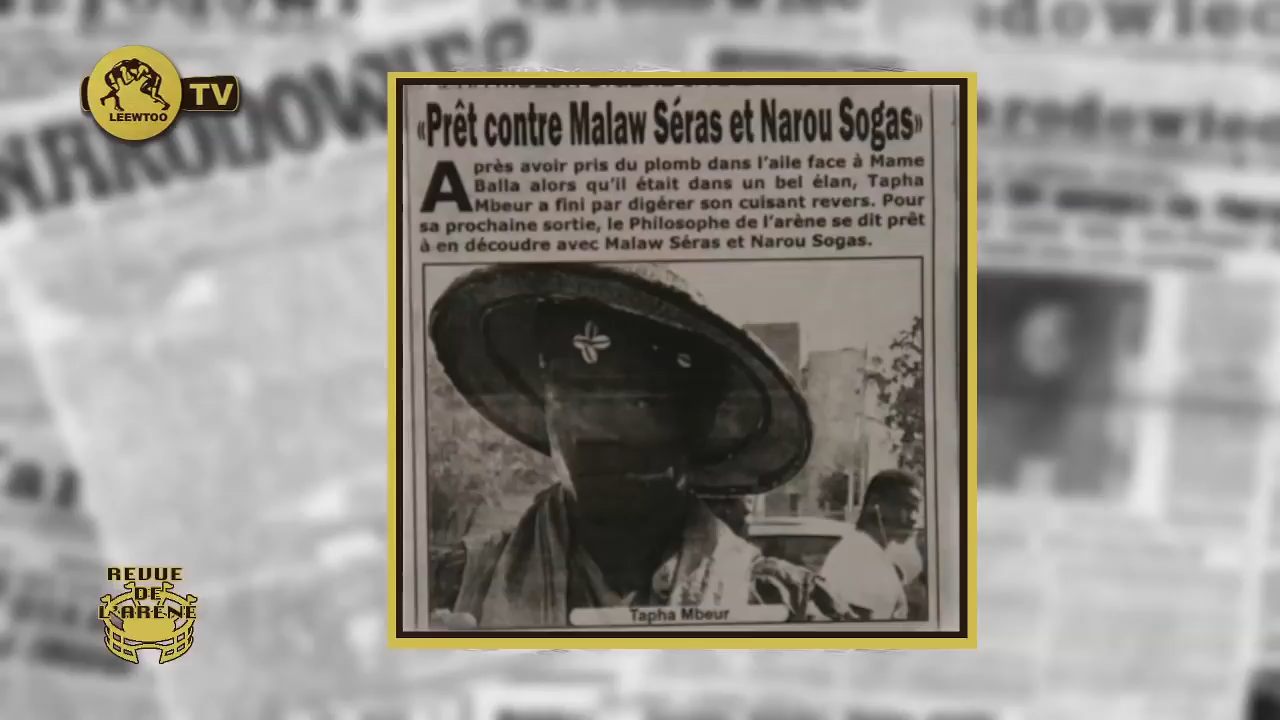 LEEWTOO
TV
«Prêt contre Malaw Séras et Narou Sogas»
Après avoir pris du plomb dans l'aile face à Mame
Balla alors qu'il était dans un bel élan, Tapha
Mbeur a fini par digérer son cuisant revers. Pour
sa prochaine sortie, le Philosophe de l'arène se dit prêt
à en découdre avec Malaw Séras et Narou Sogas.
Tapha Mbeur
REVUE
DE
L'ARÉNE
NARODOWIEC